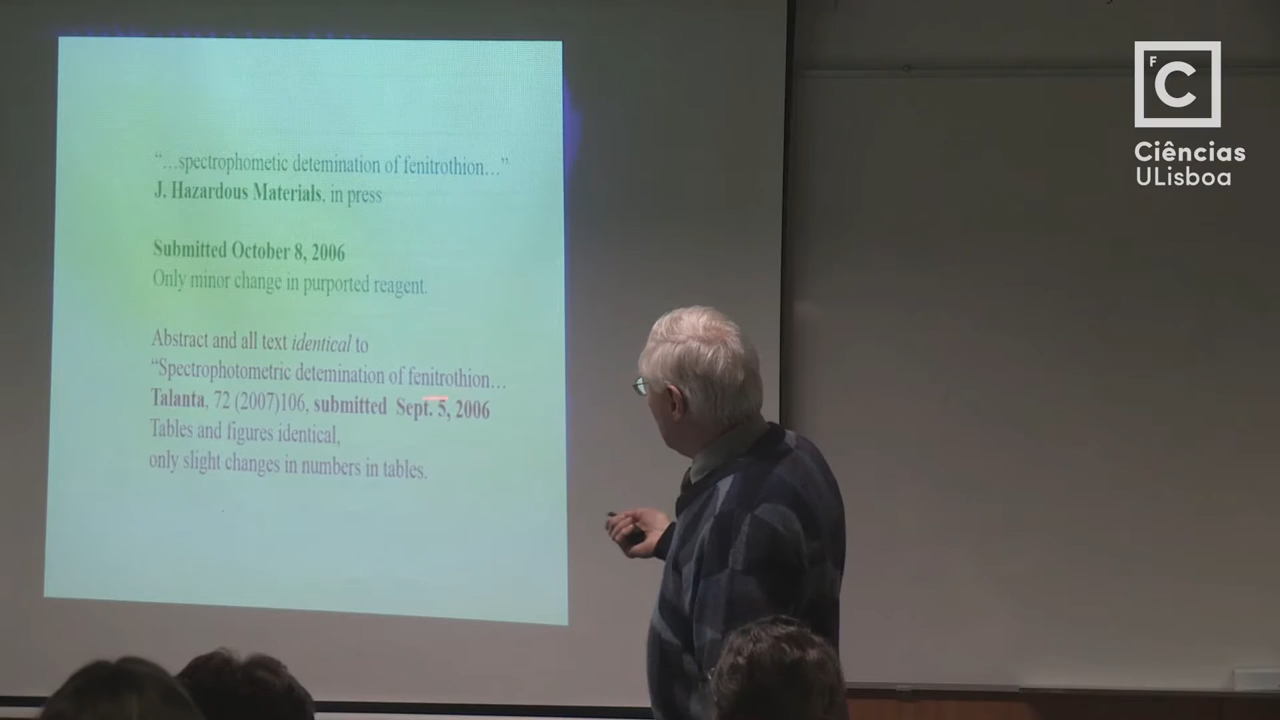 “…spectrophometic detemination of fenitrothion…”
J. Hazardous Materials, in press
Submitted October 8, 2006
Only minor change in purported reagent.
Abstract and all text identical to
“Spectrophotometric detemination of fenitrothion…
Talanta, 72 (2007)106, submitted Sept. 5, 2006
Tables and figures identical,
only slight changes in numbers in tables.
F
C
Ciências
ULisboa